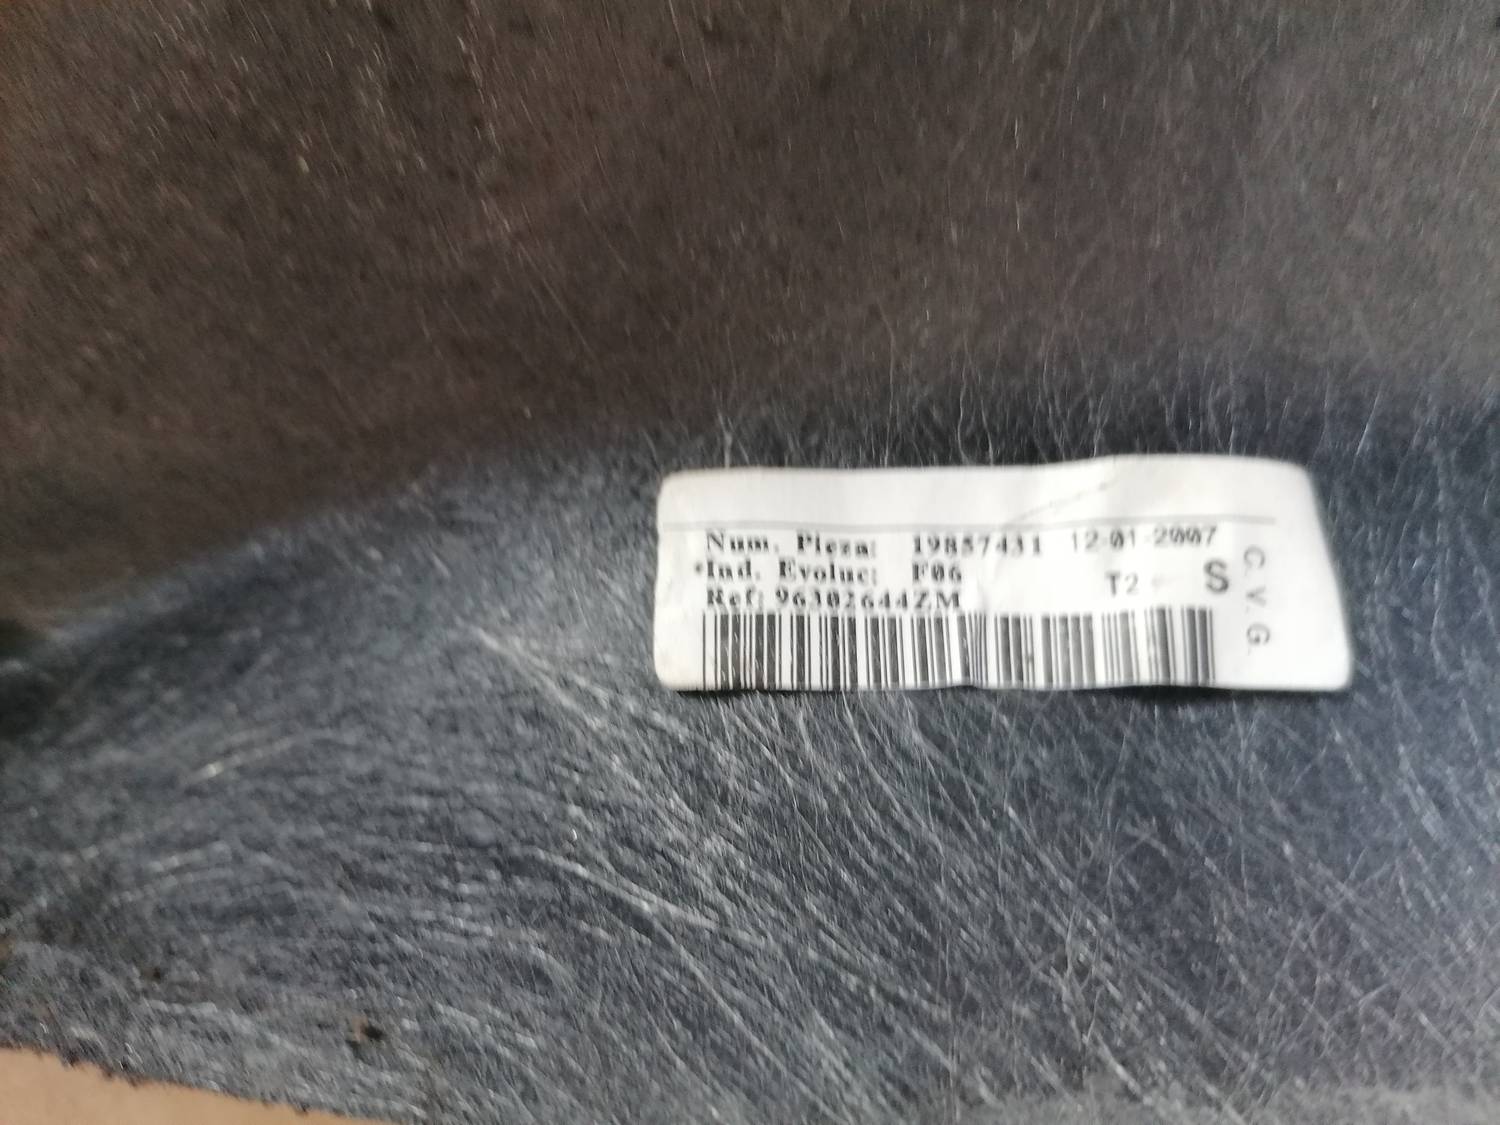 Num. Pieza: 19857431 12-01-2007
Ind. Evoluc: F06 T2 S
Ref: 96302644ZM
C.V.G.